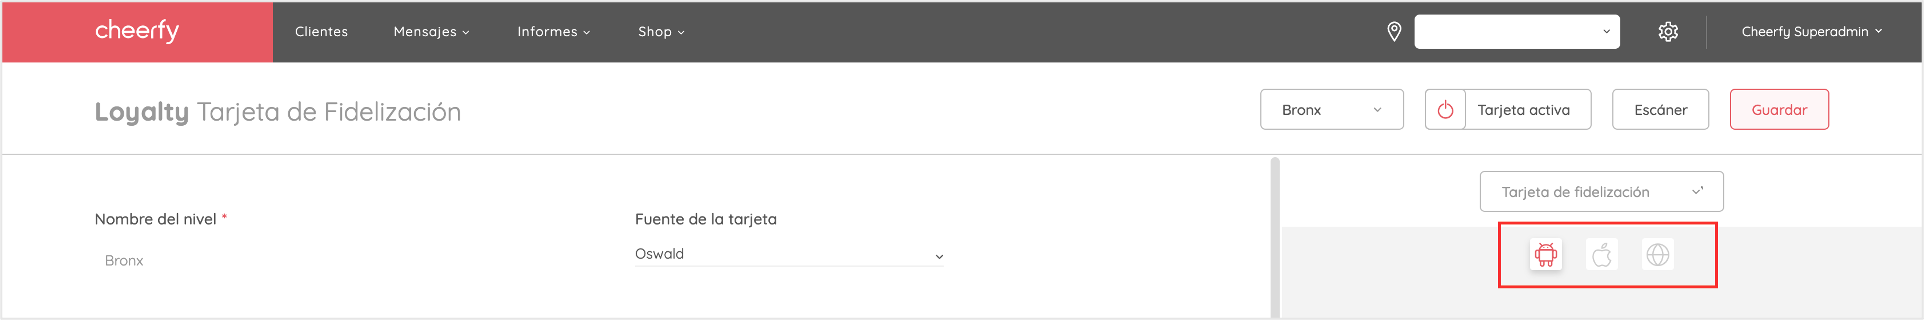 cheerfy Clientes Mensajes Informes Shop Cheerfy Superadmin
Loyalty Tarjeta de Fidelización Bronx Tarjeta activa Escáner Guardar
Tarjeta de fidelización
Nombre del nivel * Fuente de la tarjeta
Bronx Oswald